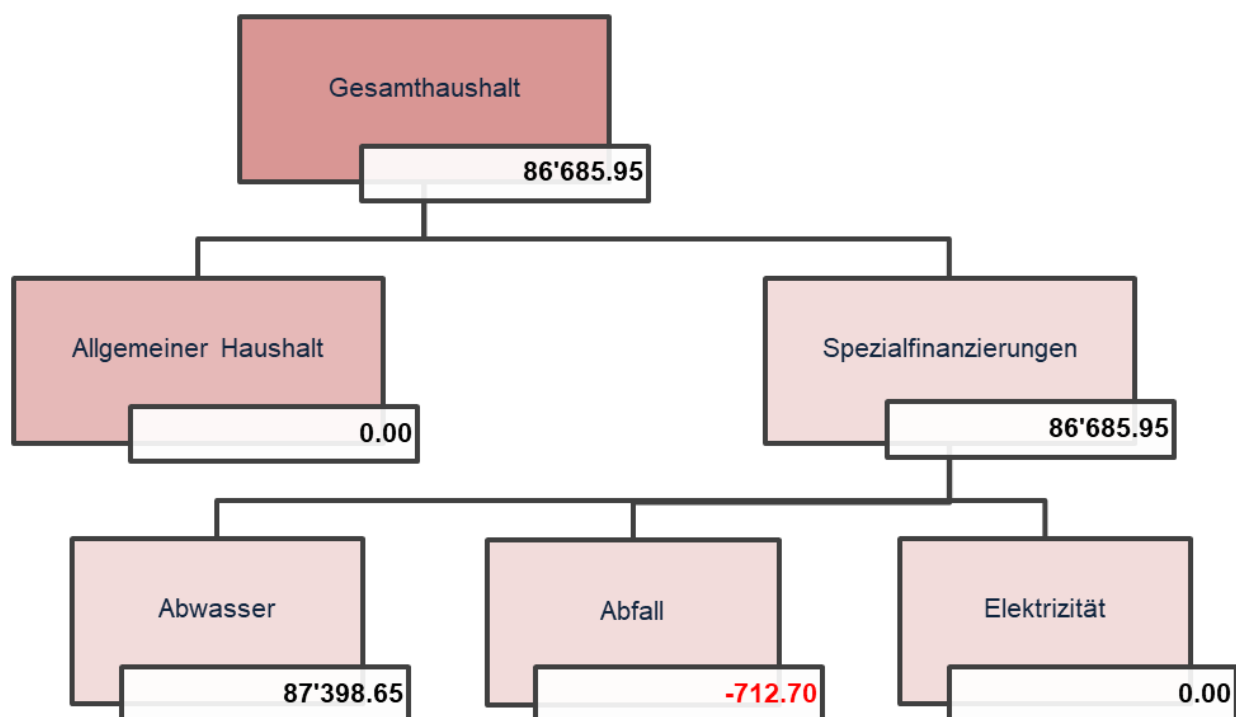 Gesamthaushalt
86'685.95
Allgemeiner Haushalt
0.00
Spezialfinanzierungen
86'685.95
Abwasser
87'398.65
Abfall
-712.70
Elektrizität
0.00